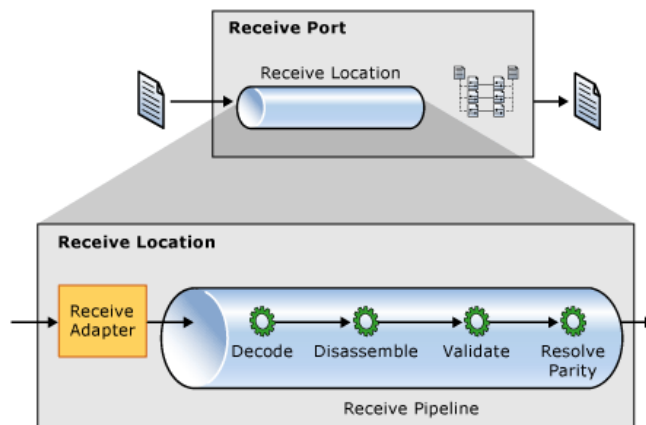 Receive Port
Receive Location
Receive Location
Receive
Adapter
Decode
Disassemble
Validate
Resolve
Parity
Receive Pipeline